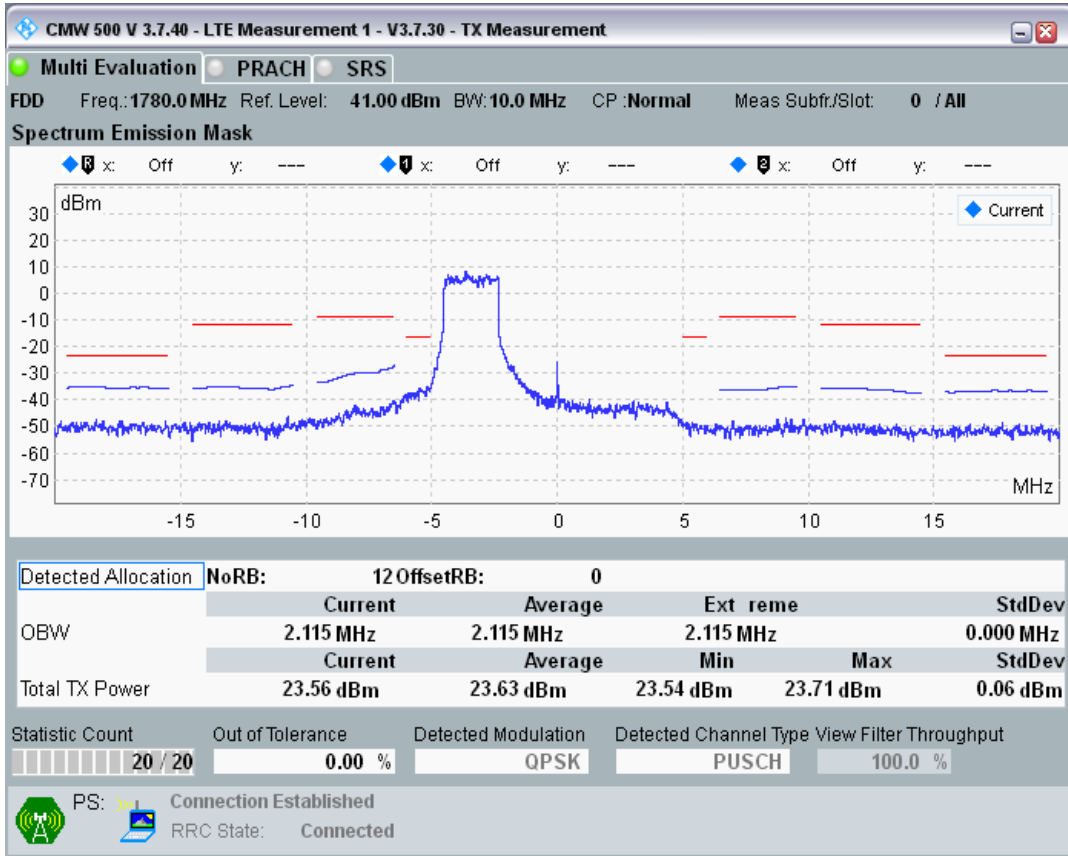 CMW 500 V 3.7.40 - LTE Measurement 1 - V3.7.30 - TX Measurement
Multi Evaluation PRACH SRS
FDD Freq.: 1780.0 MHz Ref. Level: 41.00 dBm BW: 10.0 MHz CP : Normal Meas Subfr./Slot: 0 / All
Spectrum Emission Mask
R x: Off y: --- 1 x: Off y: --- 2 x: Off y: ---
dBm
Current
30
20
10
0
-10
-20
-30
-40
-50
-60
-70
MHz
-15 -10 -5 0 5 10 15
Detected Allocation NoRB: 12 OffsetRB: 0
Current Average Ext reme StdDev
OBW 2.115 MHz 2.115 MHz 2.115 MHz 0.000 MHz
Current Average Min Max StdDev
Total TX Power 23.56 dBm 23.63 dBm 23.54 dBm 23.71 dBm 0.06 dBm
Statistic Count Out of Tolerance Detected Modulation Detected Channel Type View Filter Throughput
20 / 20 0.00 % QPSK PUSCH 100.0 %
PS: Connection Established
RRC State: Connected